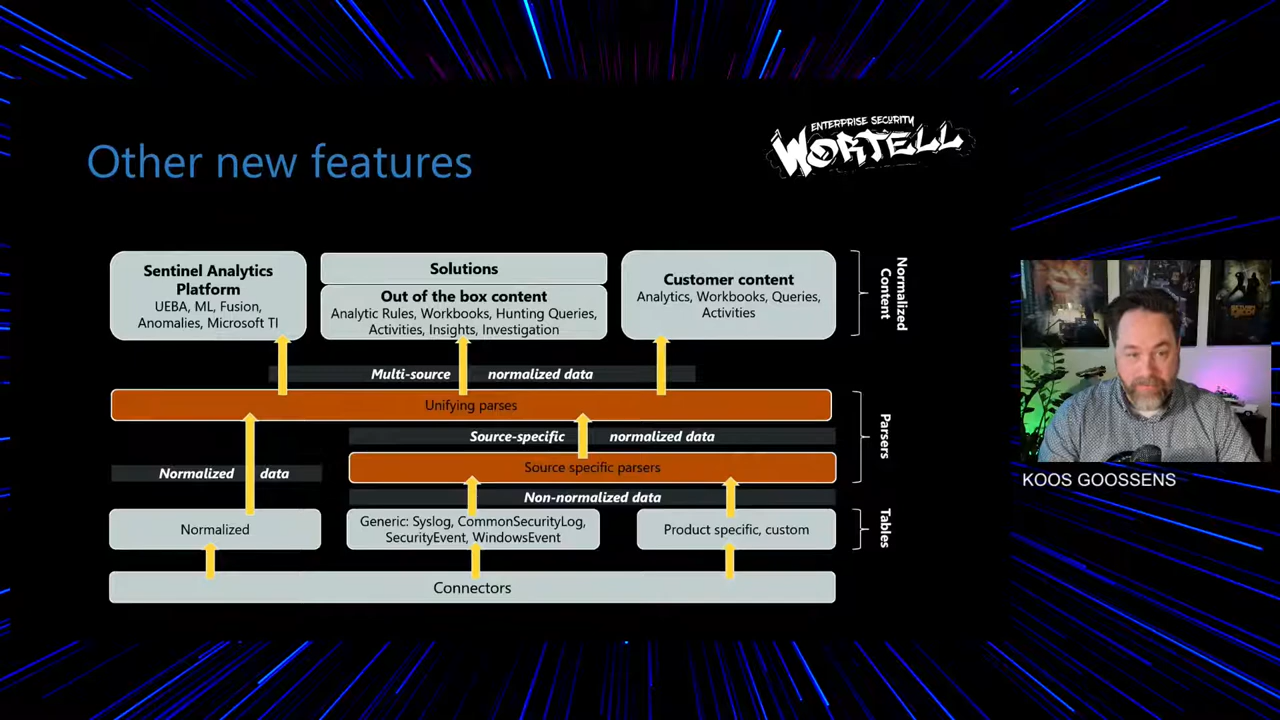 ENTERPRISE SECURITY
WORTELL
Other new features
Sentinel Analytics
Platform
UEBA, ML, Fusion,
Anomalies, Microsoft TI
Solutions
Out of the box content
Analytic Rules, Workbooks, Hunting Queries,
Activities, Insights, Investigation
Customer content
Analytics, Workbooks, Queries,
Activities
Normalized
Content
Multi-source normalized data
Unifying parses
Parsers
Source-specific normalized data
Normalized data
Source specific parsers
Non-normalized data
Normalized
Generic: Syslog, CommonSecurityLog,
SecurityEvent, WindowsEvent
Product specific, custom
Tables
Connectors
KOOS GOOSSENS